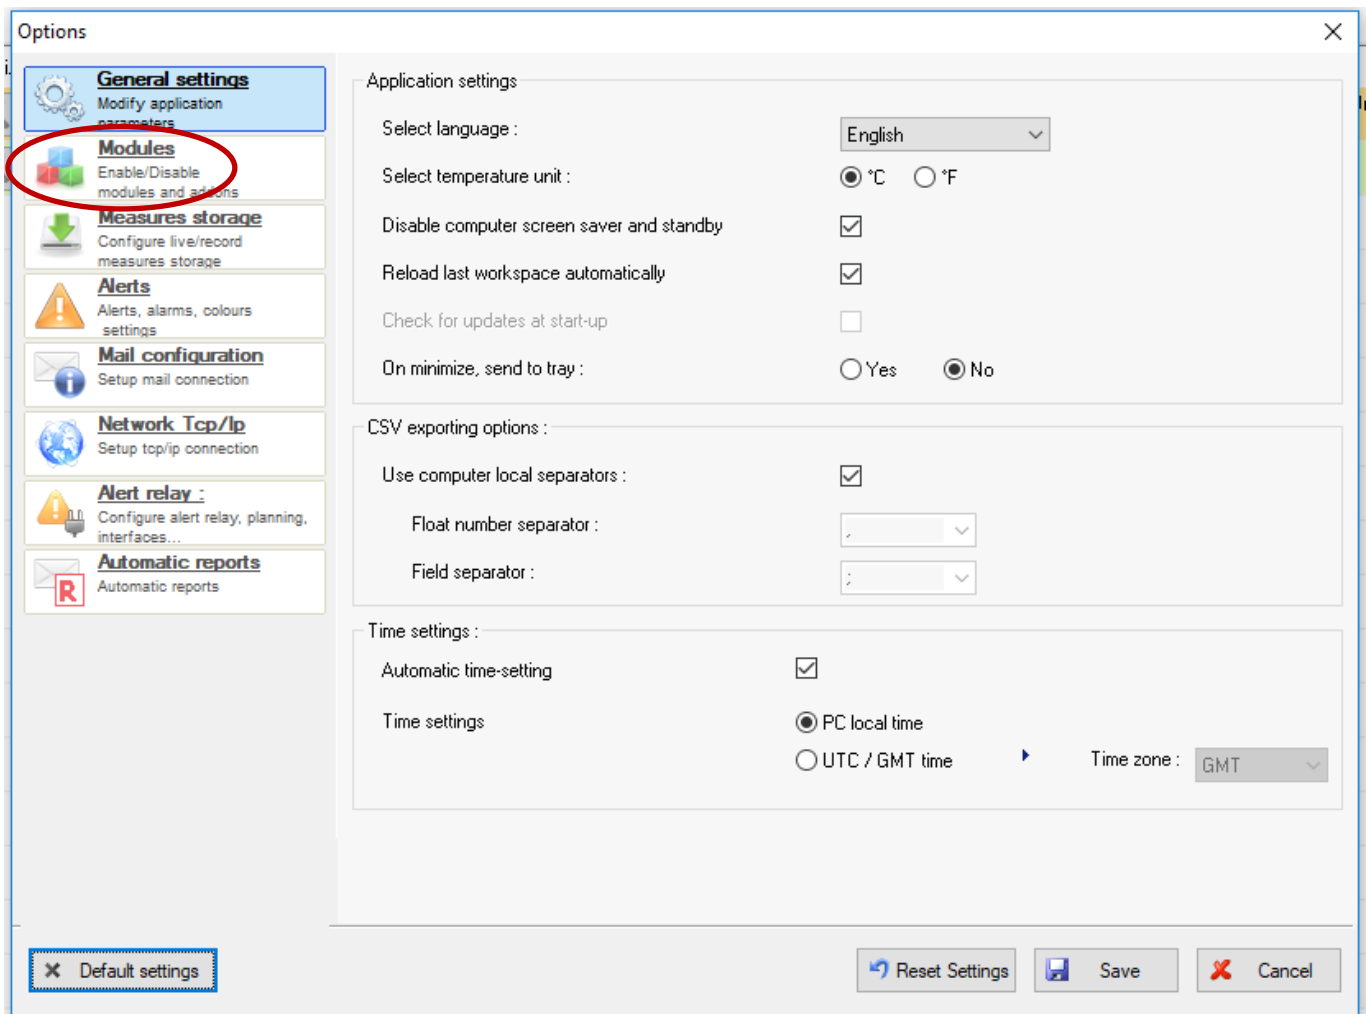 Options
General settings
Modify application
parameters
Modules
Enable/Disable
modules and addons
Measures storage
Configure live/record
measures storage
Alerts
Alerts, alarms, colours
settings
Mail configuration
Setup mail connection
Network Tcp/Ip
Setup tcp/ip connection
Alert relay :
Configure alert relay, planning,
interfaces...
Automatic reports
Automatic reports
Application settings
Select language :
English
Select temperature unit :
°C °F
Disable computer screen saver and standby
Reload last workspace automatically
Check for updates at start-up
On minimize, send to tray :
Yes No
CSV exporting options :
Use computer local separators :
Float number separator :
,
Field separator :
;
Time settings :
Automatic time-setting
Time settings
PC local time
UTC / GMT time
Time zone :
GMT
Default settings
Reset Settings
Save
Cancel